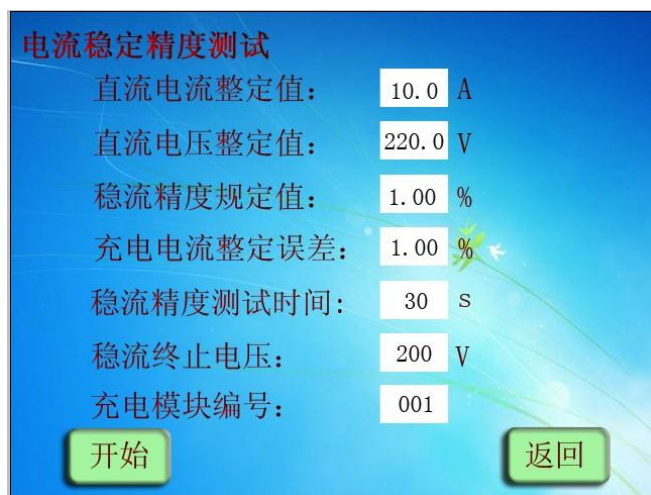 电流稳定精度测试
直流电流整定值: 10.0 A
直流电压整定值: 220.0 V
稳流精度规定值: 1.00 %
充电电流整定误差: 1.00 %
稳流精度测试时间: 30 s
稳流终止电压: 200 V
充电模块编号: 001
开始 返回